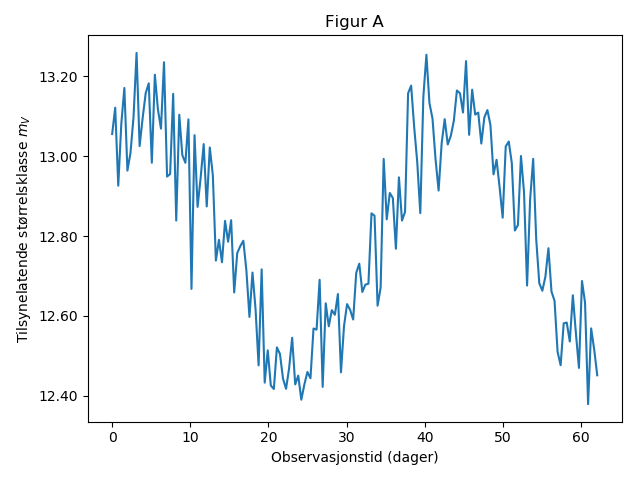 Figur A
Tilsynelatende størrelsklasse m_V
13.20
13.00
12.80
12.60
12.40
0 10 20 30 40 50 60
Observasjonstid (dager)